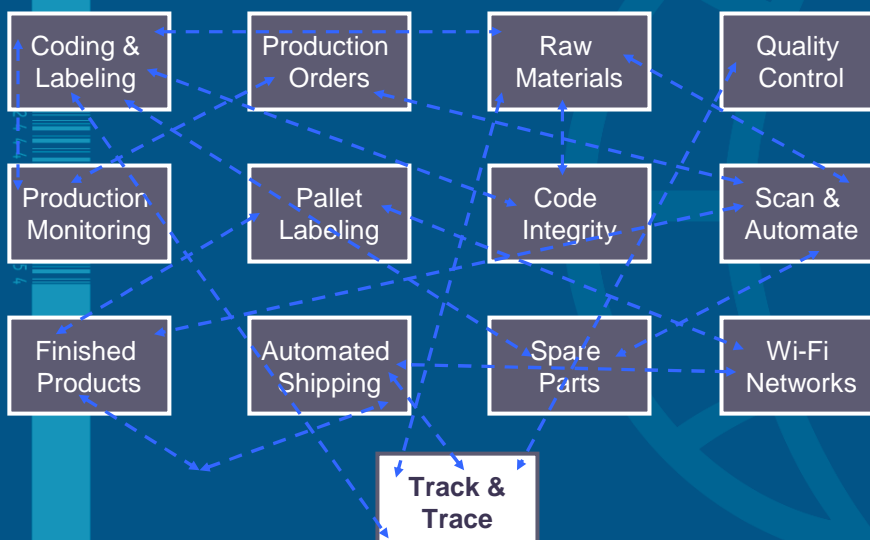 Coding &
Labeling
Production
Orders
Raw
Materials
Quality
Control
Production
Monitoring
Pallet
Labeling
Code
Integrity
Scan &
Automate
Finished
Products
Automated
Shipping
Spare
Parts
Wi-Fi
Networks
Track &
Trace